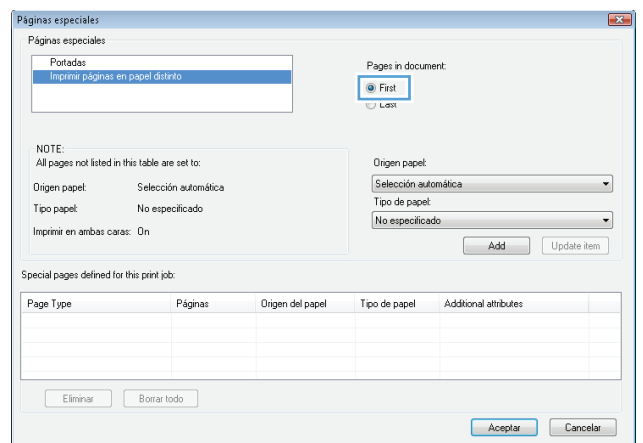 Páginas especiales
Páginas especiales
Portadas
Imprimir páginas en papel distinto
Pages in document:
First
Last
NOTE:
All pages not listed in this table are set to:
Origen papel: Selección automática
Tipo papel: No especificado
Imprimir en ambas caras: On
Origen papel:
Selección automática
Tipo de papel:
No especificado
Add Update item
Special pages defined for this print job:
Page Type Páginas Origen del papel Tipo de papel Additional attributes
Eliminar Borrar todo
Aceptar Cancelar